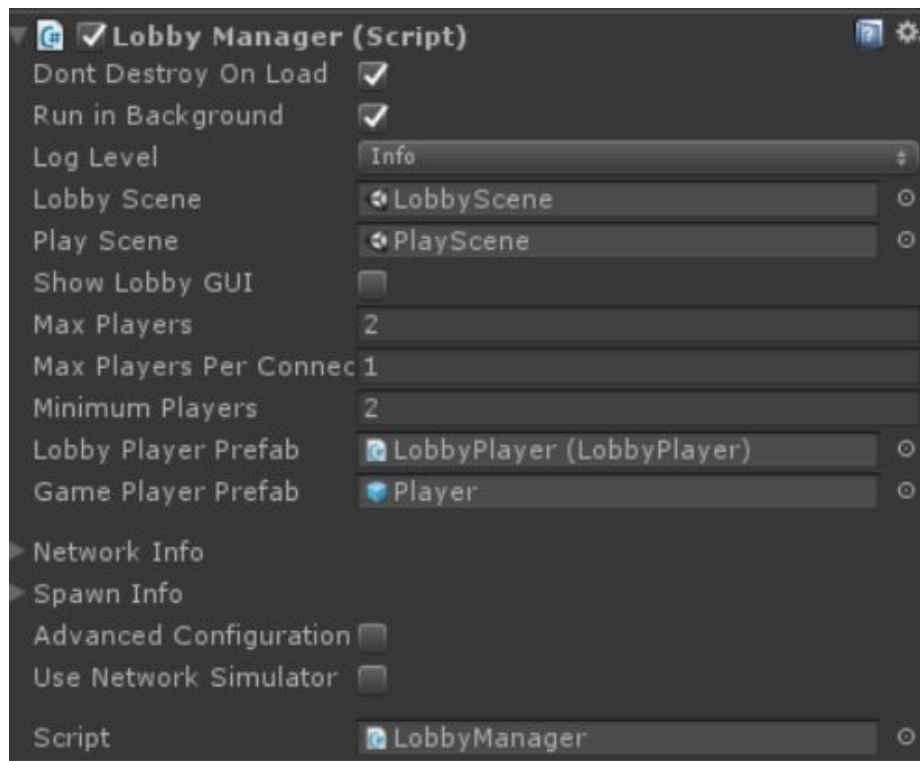 Lobby Manager (Script)
Dont Destroy On Load
Run in Background
Log Level Info
Lobby Scene LobbyScene
Play Scene PlayScene
Show Lobby GUI
Max Players 2
Max Players Per Connec 1
Minimum Players 2
Lobby Player Prefab LobbyPlayer (LobbyPlayer)
Game Player Prefab Player
Network Info
Spawn Info
Advanced Configuration
Use Network Simulator
Script LobbyManager